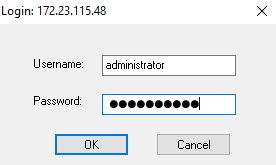 Login: 172.23.115.48
Username: administrator
Password: ●●●●●●●●●●
OK Cancel